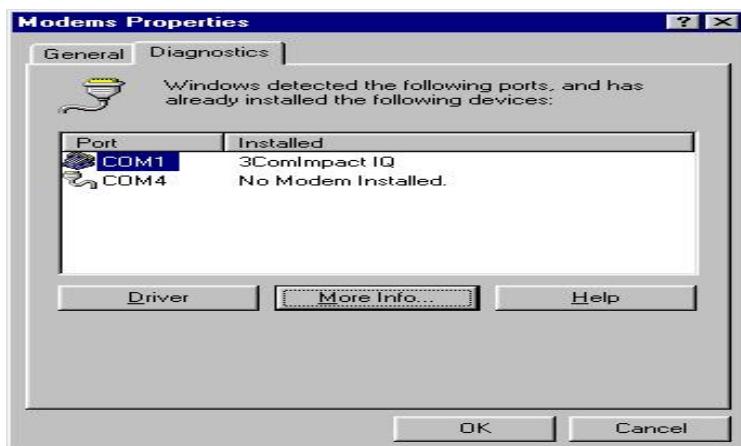 Modems Properties
General Diagnostics
Windows detected the following ports, and has
already installed the following devices:
Port Installed
COM1 3ComImpact IQ
COM4 No Modem Installed.
Driver More Info... Help
OK Cancel